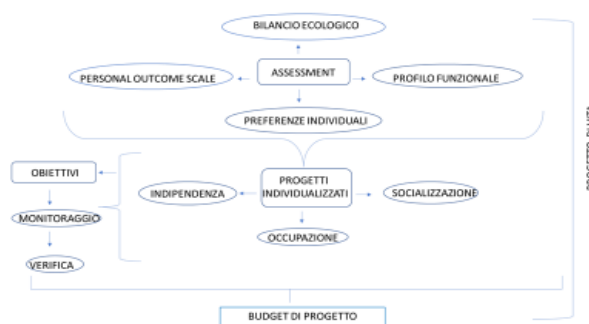 BILANCIO ECOLOGICO
PERSONAL OUTCOME SCALE
ASSESSMENT
PROFILO FUNZIONALE
PREFERENZE INDIVIDUALI
OBIETTIVI
MONITORAGGIO
VERIFICA
INDIPENDENZA
PROGETTI
INDIVIDUALIZZATI
SOCIALIZZAZIONE
OCCUPAZIONE
BUDGET DI PROGETTO